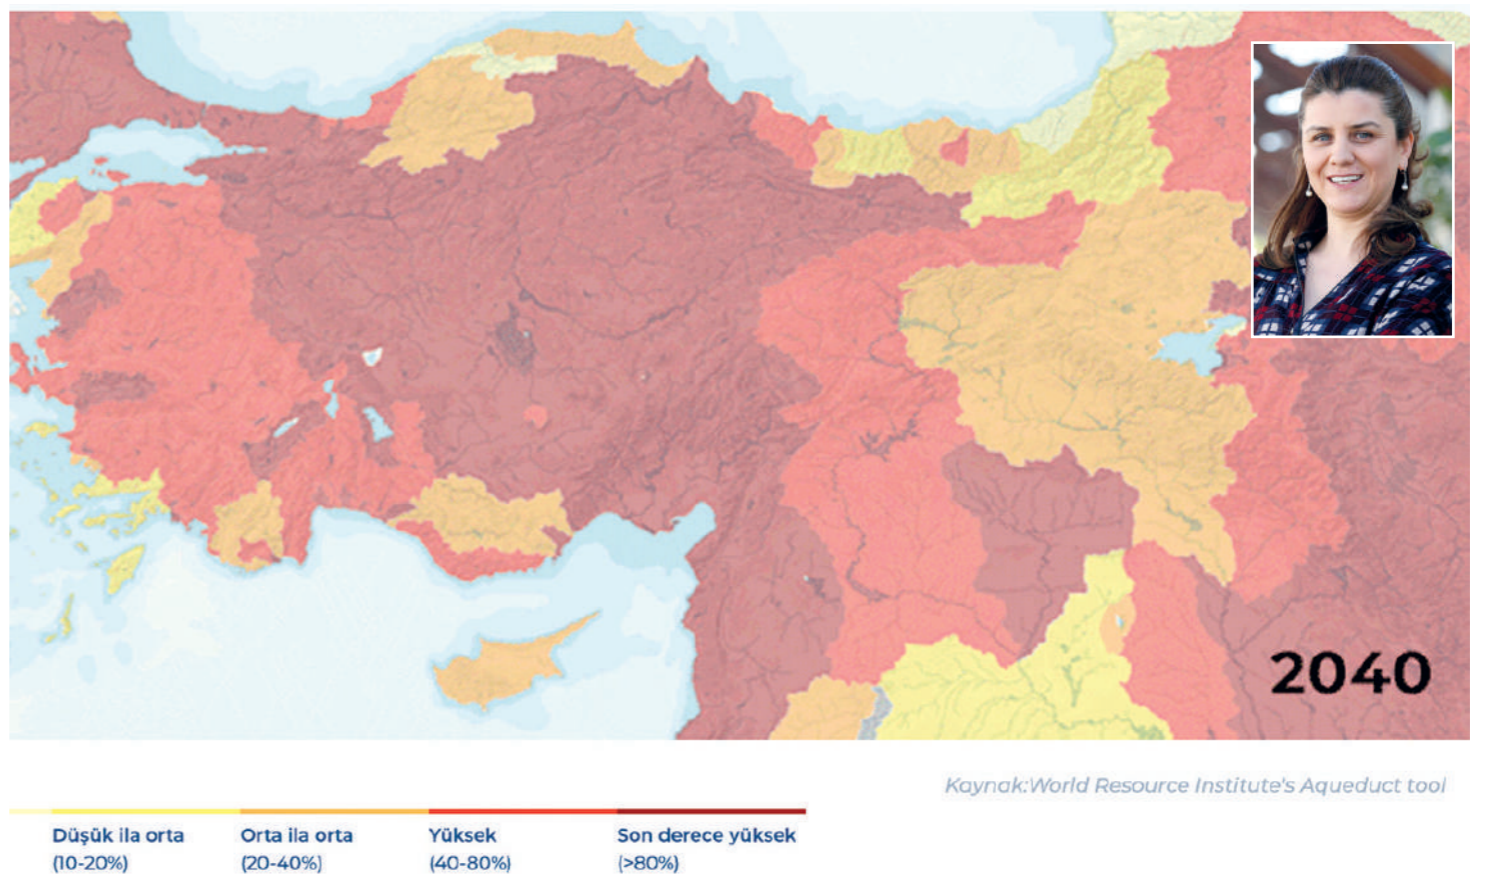 2040
Kaynak:World Resource Institute's Aqueduct tool
Düşük ila orta
(10-20%)
Orta ila orta
(20-40%)
Yüksek
(40-80%)
Son derece yüksek
(>80%)